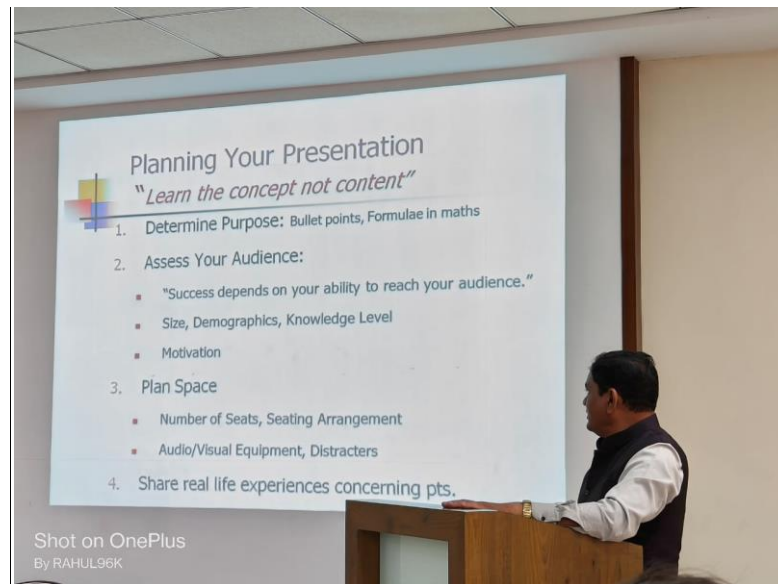 Planning Your Presentation
"Learn the concept not content"
1. Determine Purpose: Bullet points, Formulae in maths
2. Assess Your Audience:
▪ "Success depends on your ability to reach your audience."
▪ Size, Demographics, Knowledge Level
▪ Motivation
3. Plan Space
▪ Number of Seats, Seating Arrangement
▪ Audio/Visual Equipment, Distracters
4. Share real life experiences concerning pts.
Shot on OnePlus
By RAHUL96K